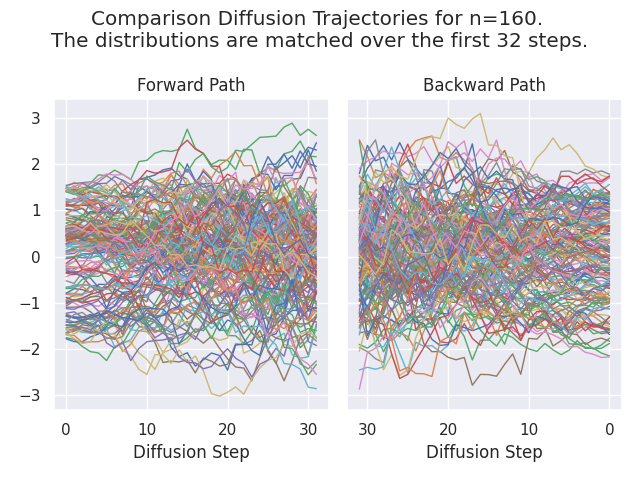 Comparison Diffusion Trajectories for n=160.
The distributions are matched over the first 32 steps.
Forward Path
Backward Path
3
2
1
0
−1
−2
−3
0
10
20
30
30
20
10
0
Diffusion Step
Diffusion Step